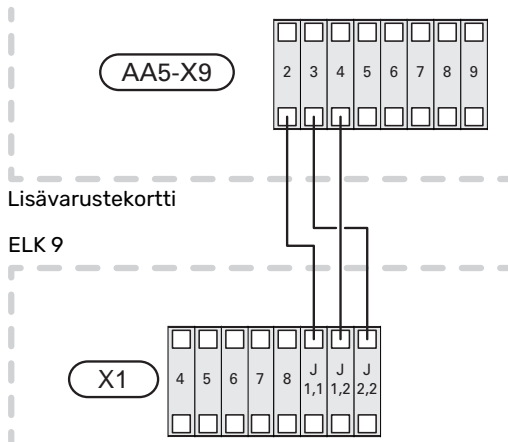 AA5-X9
2 3 4 5 6 7 8 9
Lisävarustekortti
ELK 9
X1
4 5 6 7 8 J 1,1 J 1,2 J 2,2